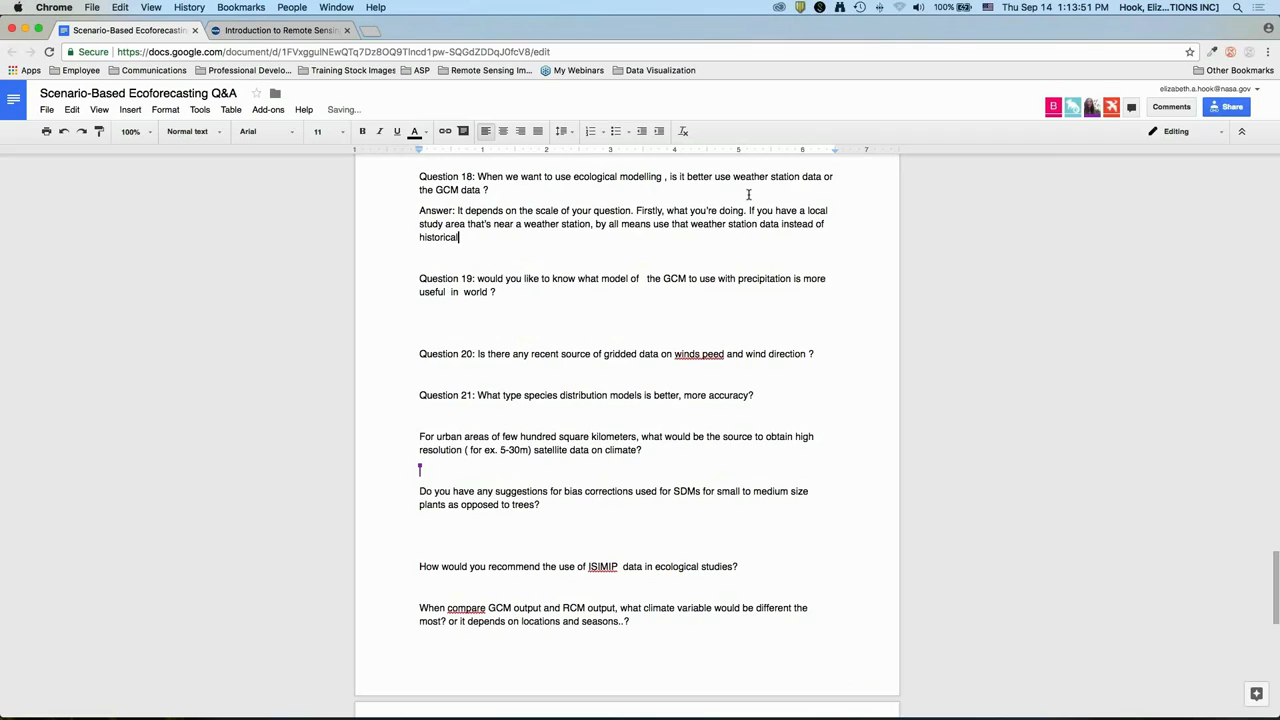 Chrome File Edit View History Bookmarks People Window Help 100% Thu Sep 14 1:13:51 PM Hook, Eliz...TIONS INC]
Scenario-Based Ecoforecasting Introduction to Remote Sensing
Secure https://docs.google.com/document/d/1FVxggulNEwQTq7Dz8OQ9Tlncd1pw-SQGdZDDqJ0fcV8/edit
Apps Employee Communications Professional Develo... Training Stock Images ASP Remote Sensing Im... My Webinars Data Visualization Other Bookmarks
Scenario-Based Ecoforecasting Q&A
elizabeth.a.hook@nasa.gov
File Edit View Insert Format Tools Table Add-ons Help Saving...
B Comments Share
100% Normal text Arial 11 B I U A Editing
1 1 2 3 4 5 6 7
Question 18: When we want to use ecological modelling , is it better use weather station data or
the GCM data ?
Answer: It depends on the scale of your question. Firstly, what you're doing. If you have a local
study area that's near a weather station, by all means use that weather station data instead of
historical
Question 19: would you like to know what model of the GCM to use with precipitation is more
useful in world ?
Question 20: Is there any recent source of gridded data on winds peed and wind direction ?
Question 21: What type species distribution models is better, more accuracy?
For urban areas of few hundred square kilometers, what would be the source to obtain high
resolution ( for ex. 5-30m) satellite data on climate?
Do you have any suggestions for bias corrections used for SDMs for small to medium size
plants as opposed to trees?
How would you recommend the use of ISIMIP data in ecological studies?
When compare GCM output and RCM output, what climate variable would be different the
most? or it depends on locations and seasons..?